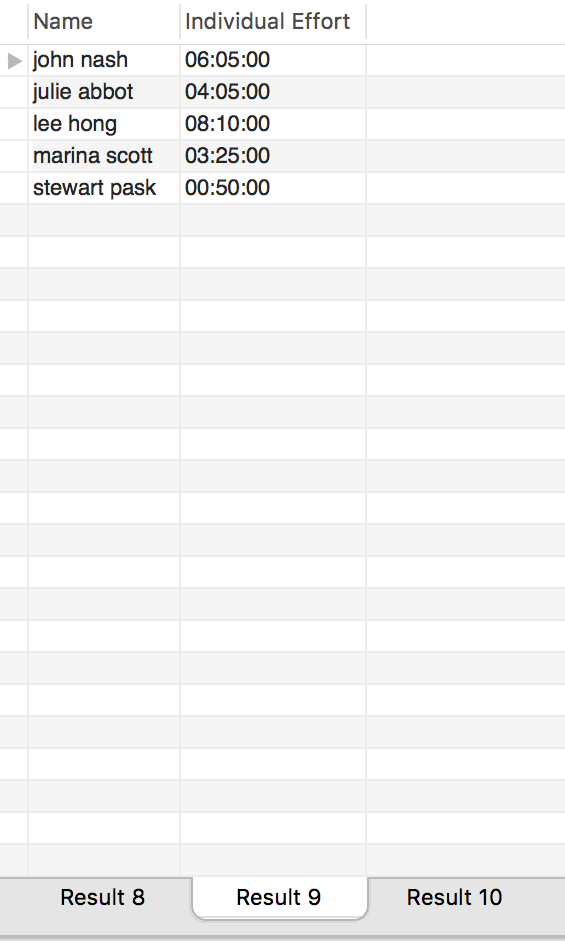 Name Individual Effort
john nash 06:05:00
julie abbot 04:05:00
lee hong 08:10:00
marina scott 03:25:00
stewart pask 00:50:00
Result 8 Result 9 Result 10